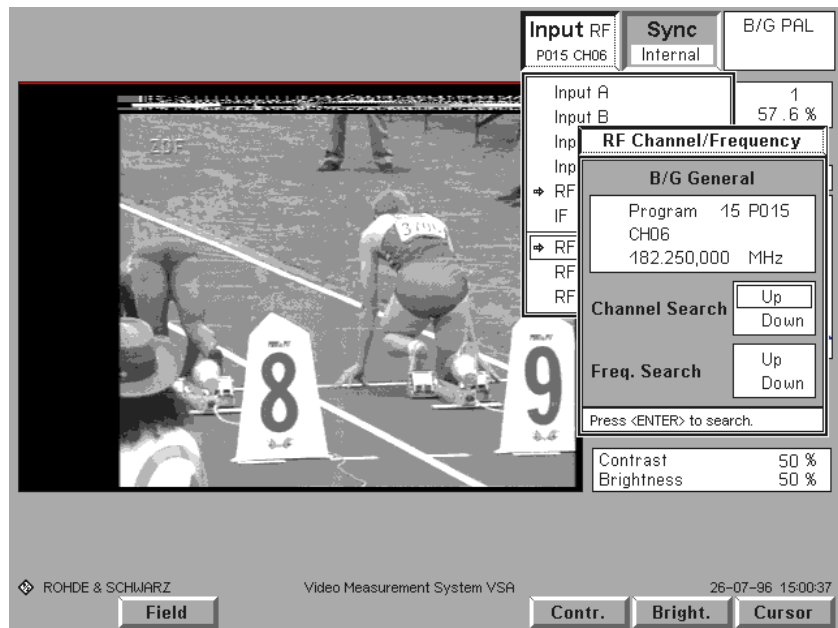 Input RF
P015 CH06
Sync
Internal
B/G PAL
Input A
Input B
Inp
Inp
⇒ RF
IF
⇒ RF
RF
RF
1
57.6 %
RF Channel/Frequency
B/G General
Program 15 P015
CH06
182.250,000 MHz
Channel Search
Up
Down
Freq. Search
Up
Down
Press <ENTER> to search.
Contrast 50 %
Brightness 50 %
ZDF
8
9
ROHDE & SCHWARZ Video Measurement System VSA 26-07-96 15:00:37
Field Contr. Bright. Cursor